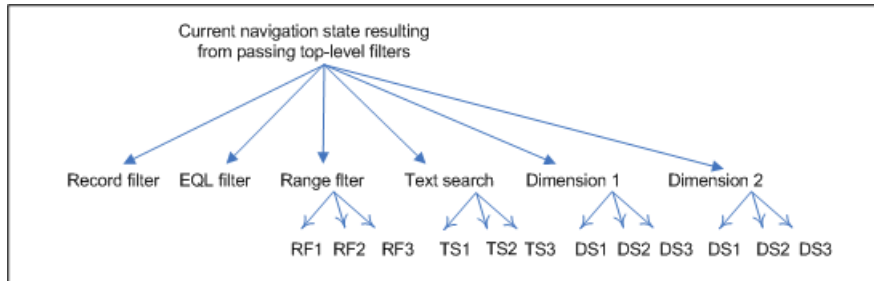 Current navigation state resulting
from passing top-level filters
Record filter EQL filter Range flter Text search Dimension 1 Dimension 2
RF1 RF2 RF3 TS1 TS2 TS3 DS1 DS2 DS3 DS1 DS2 DS3